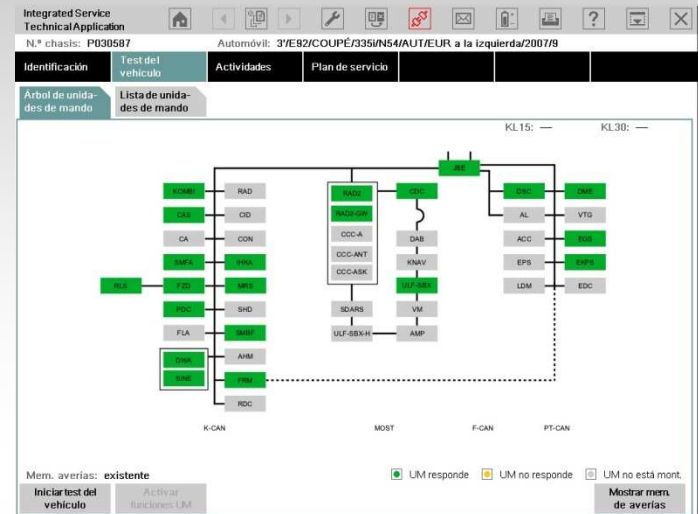 Integrated Service
Technical Application
N.º chasis: P030587 Automóvil: 3'/E92/COUPÉ/335i/N54/AUT/EUR a la izquierda/2007/9
Identificación Test del vehículo Actividades Plan de servicio
Árbol de unida-
des de mando
Lista de unida-
des de mando
KL15: — KL30: —
JBE
KOMBI RAD RAD2 CDC DSC DME
CAS CID RAD2-GW AL VTG
CA CON CCC-A DAB ACC EGS
SMFA IHKA CCC-ANT KNAV EPS EKPS
RLS FZD MRS CCC-ASK ULF-SBX LDM EDC
PDC SHD SDARS VM
FLA SMBF ULF-SBX-H AMP
DWA AHM
SINE FRM
RDC
K-CAN MOST F-CAN PT-CAN
Mem. averías: existente UM responde UM no responde UM no está mont.
Iniciar test del
vehículo
Activar
funciones UM
Mostrar mem.
de averías